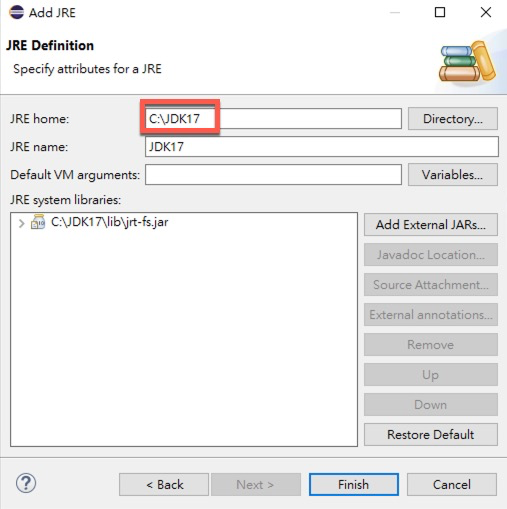 Add JRE
JRE Definition
Specify attributes for a JRE
JRE home: C:\JDK17 Directory...
JRE name: JDK17
Default VM arguments: Variables...
JRE system libraries:
C:\JDK17\lib\jrt-fs.jar
Add External JARs...
Javadoc Location...
Source Attachment...
External annotations...
Remove
Up
Down
Restore Default
? < Back Next > Finish Cancel